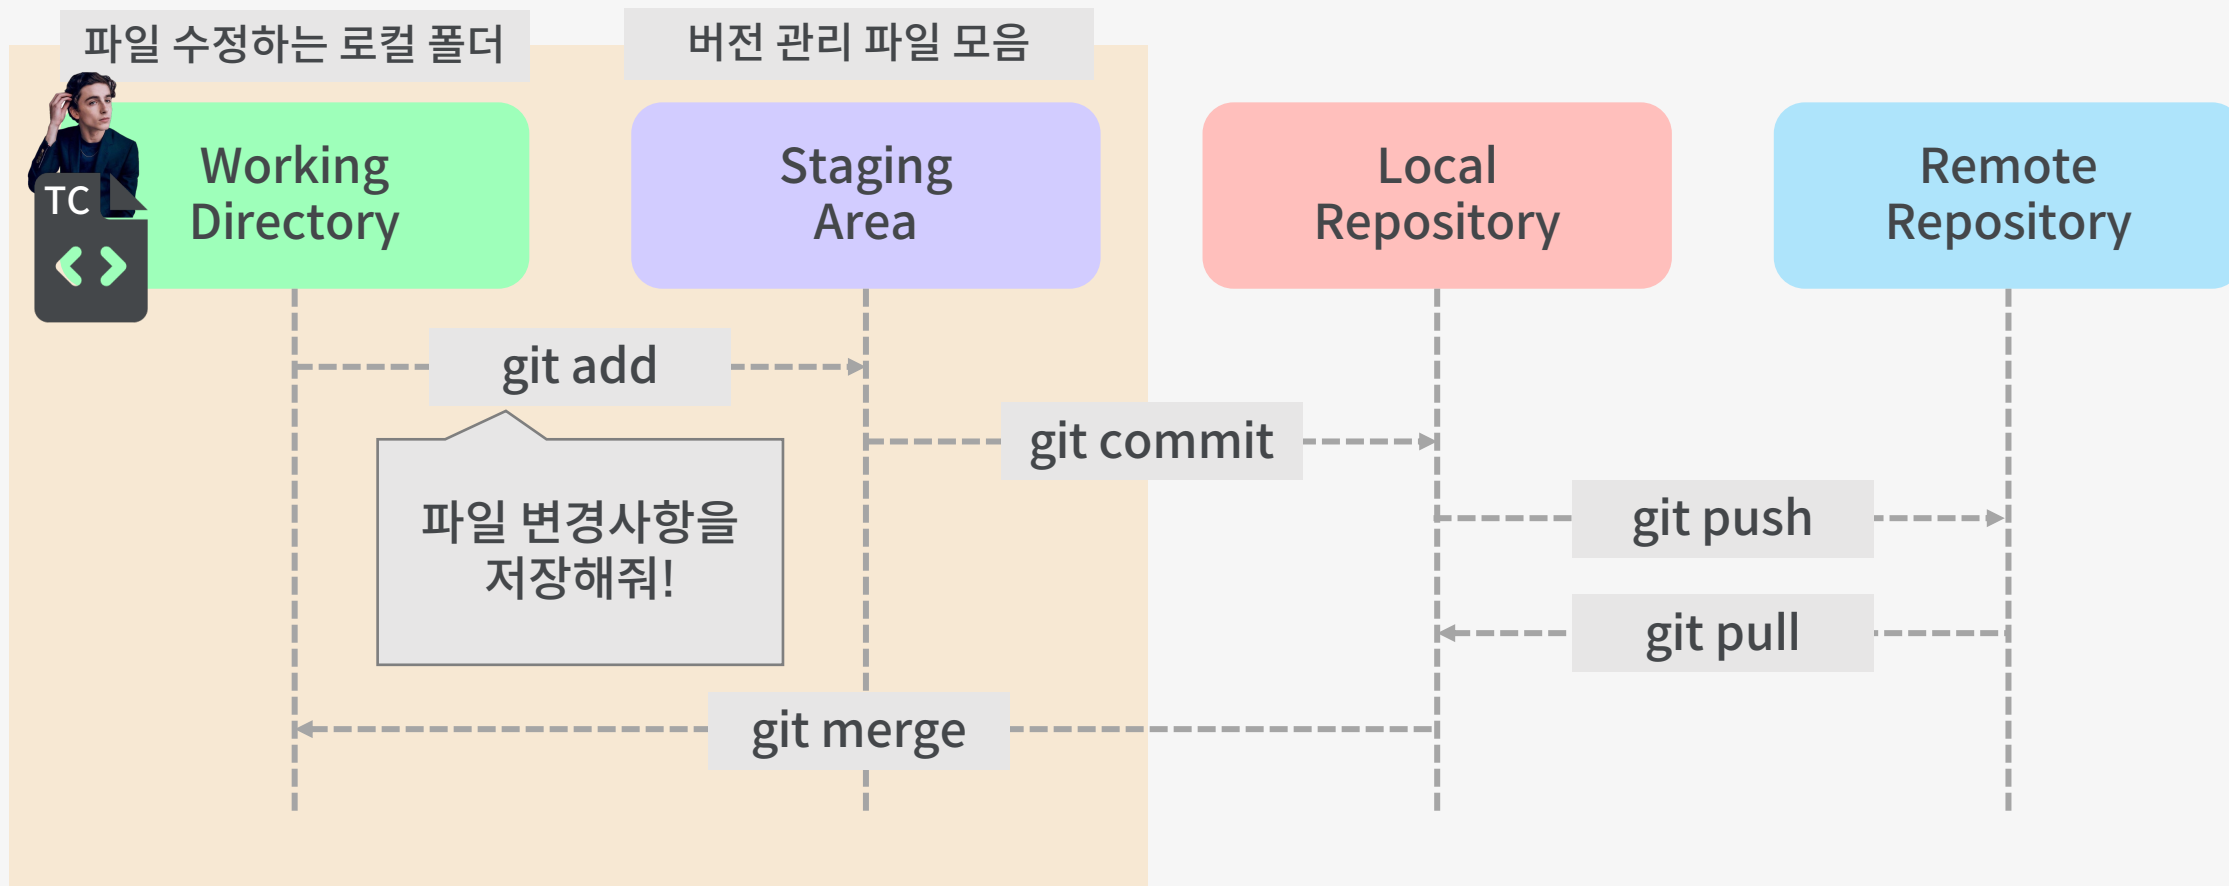 파일 수정하는 로컬 폴더
버전 관리 파일 모음
TC
Working
Directory
Staging
Area
Local
Repository
Remote
Repository
git add
git commit
파일 변경사항을
저장해줘!
git push
git pull
git merge